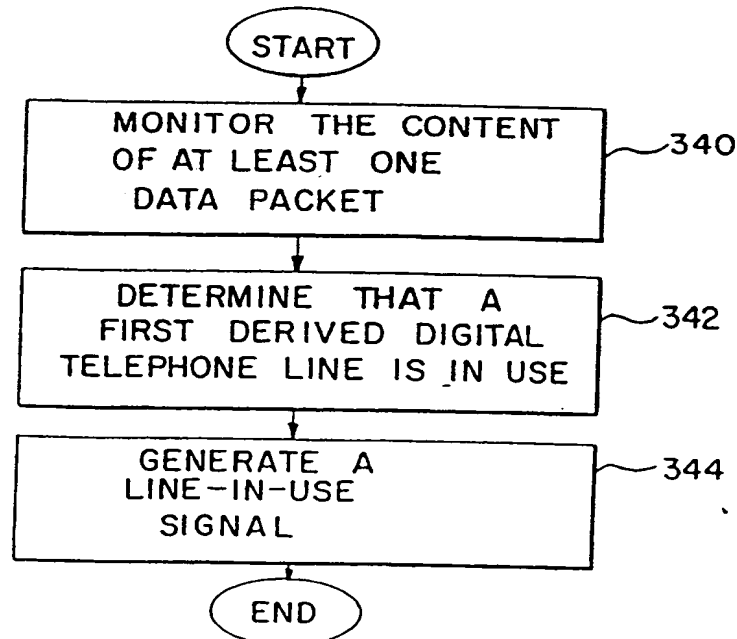 START
MONITOR THE CONTENT
OF AT LEAST ONE
DATA PACKET
340
DETERMINE THAT A
FIRST DERIVED DIGITAL
TELEPHONE LINE IS IN USE
342
GENERATE A
LINE-IN-USE
SIGNAL
344
END